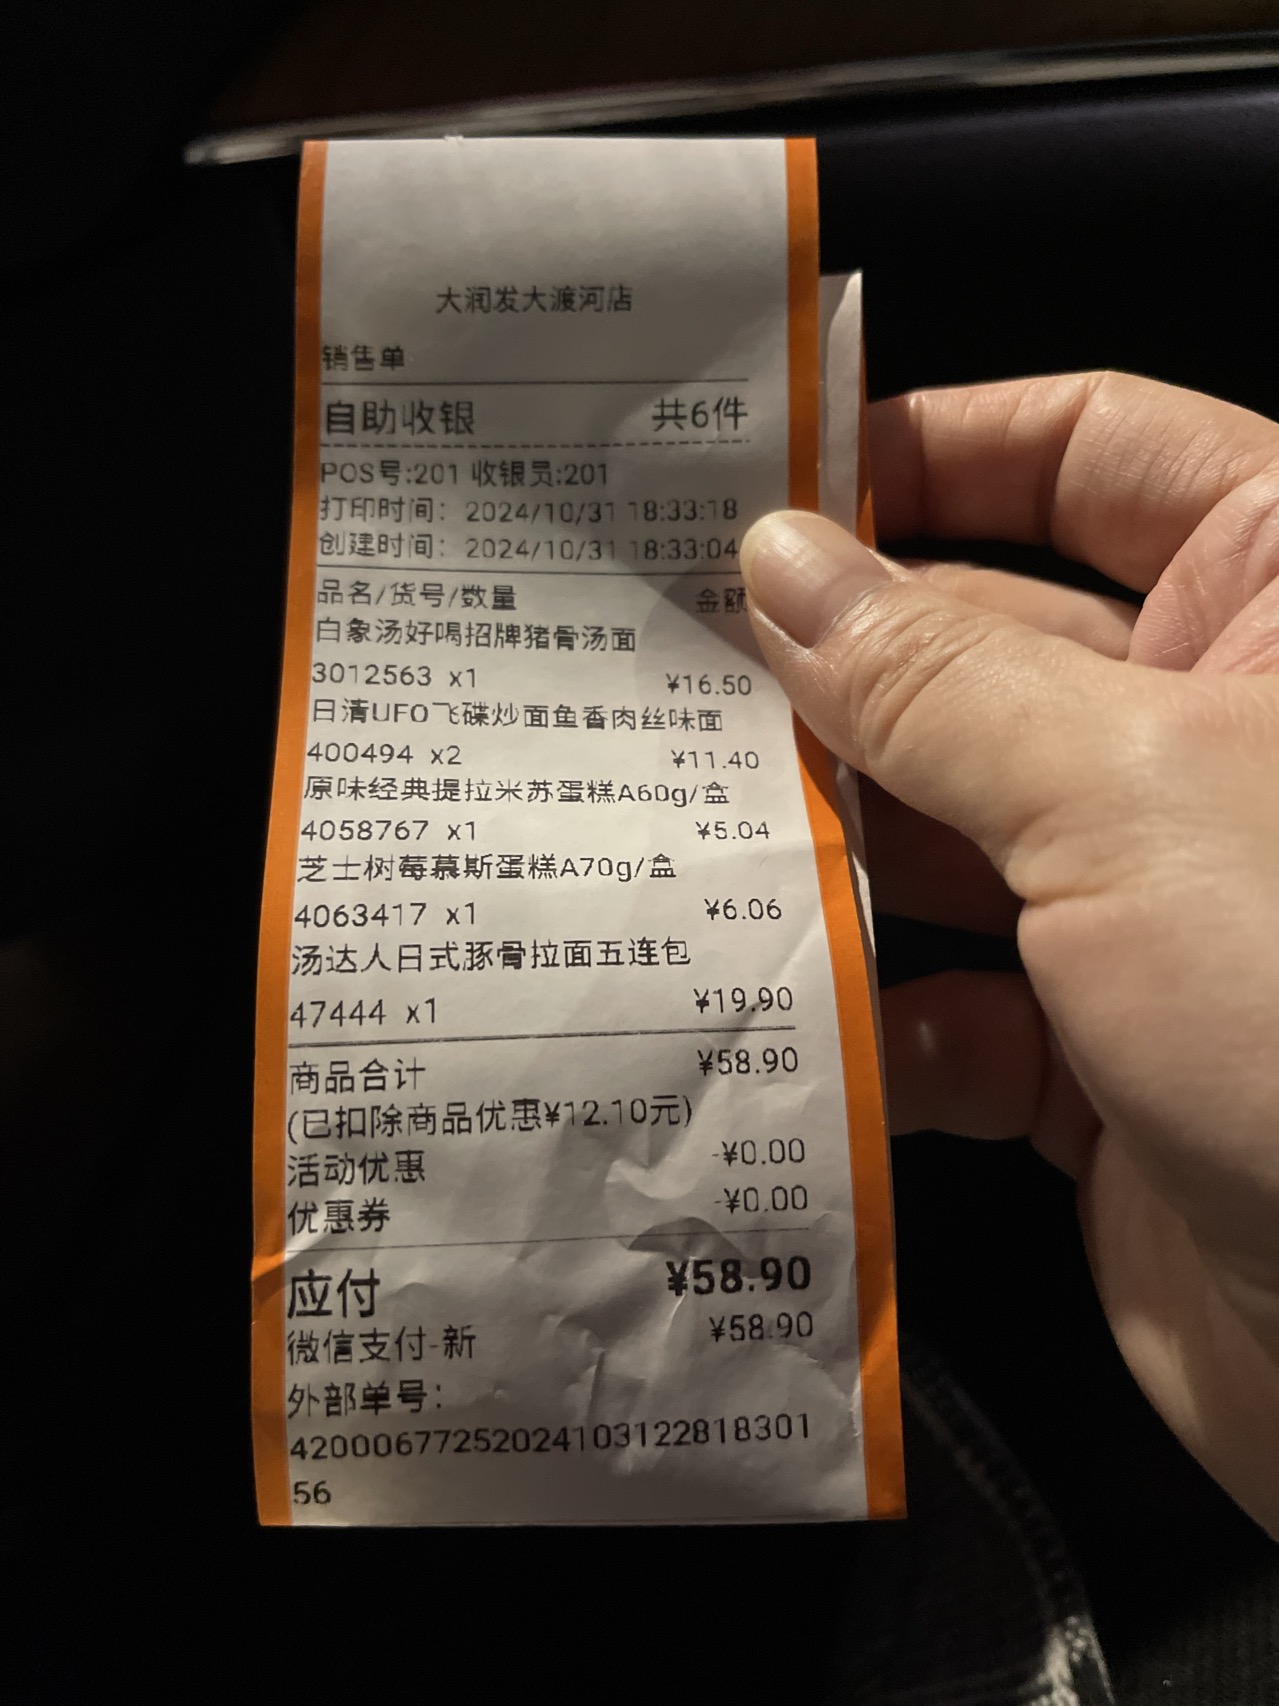 大润发大渡河店
销售单
自助收银 共6件
POS号:201 收银员:201
打印时间: 2024/10/31 18:33:18
创建时间: 2024/10/31 18:33:04
品名/货号/数量 金额
白象汤好喝招牌猪骨汤面
3012563 x1 ¥16.50
日清UFO飞碟炒面鱼香肉丝味面
400494 x2 ¥11.40
原味经典提拉米苏蛋糕A60g/盒
4058767 x1 ¥5.04
芝士树莓慕斯蛋糕A70g/盒
4063417 x1 ¥6.06
汤达人日式豚骨拉面五连包
47444 x1 ¥19.90
商品合计 ¥58.90
(已扣除商品优惠¥12.10元)
活动优惠 -¥0.00
优惠券 -¥0.00
应付 ¥58.90
微信支付-新 ¥58.90
外部单号:
42000677252024103122818301
56